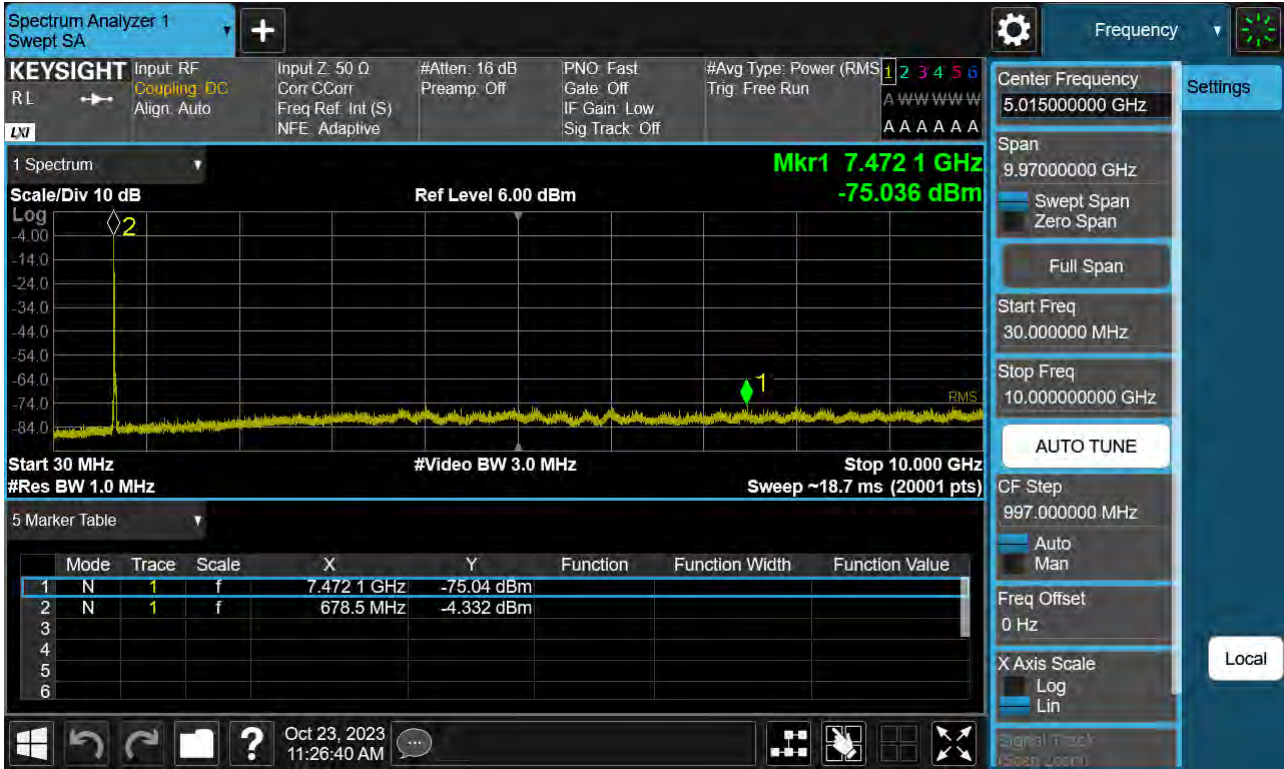 Spectrum Analyzer 1
Swept SA
Frequency
KEYSIGHT
RL
LXI
Input: RF
Coupling: DC
Align: Auto
Input Z: 50 Ω
Corr CCorr
Freq Ref: Int (S)
NFE: Adaptive
#Atten: 16 dB
Preamp: Off
PNO: Fast
Gate: Off
IF Gain: Low
Sig Track: Off
#Avg Type: Power (RMS
Trig: Free Run
1 2 3 4 5 6
A W W W W W
A A A A A A
1 Spectrum
Scale/Div 10 dB
Ref Level 6.00 dBm
Mkr1 7.472 1 GHz
-75.036 dBm
Log
2
-4.00
-14.0
-24.0
-34.0
-44.0
-54.0
-64.0
1
-74.0
RMS
-84.0
Start 30 MHz
#Video BW 3.0 MHz
Stop 10.000 GHz
#Res BW 1.0 MHz
Sweep ~18.7 ms (20001 pts)
5 Marker Table
Mode Trace Scale X Y Function Function Width Function Value
1 N 1 f 7.472 1 GHz -75.04 dBm
2 N 1 f 678.5 MHz -4.332 dBm
3
4
5
6
?
Oct 23, 2023
11:26:40 AM
Center Frequency
5.015000000 GHz
Settings
Span
9.97000000 GHz
Swept Span
Zero Span
Full Span
Start Freq
30.000000 MHz
Stop Freq
10.000000000 GHz
AUTO TUNE
CF Step
997.000000 MHz
Auto
Man
Freq Offset
0 Hz
X Axis Scale
Log
Lin
Local
Signal Track
(Span Zoom)